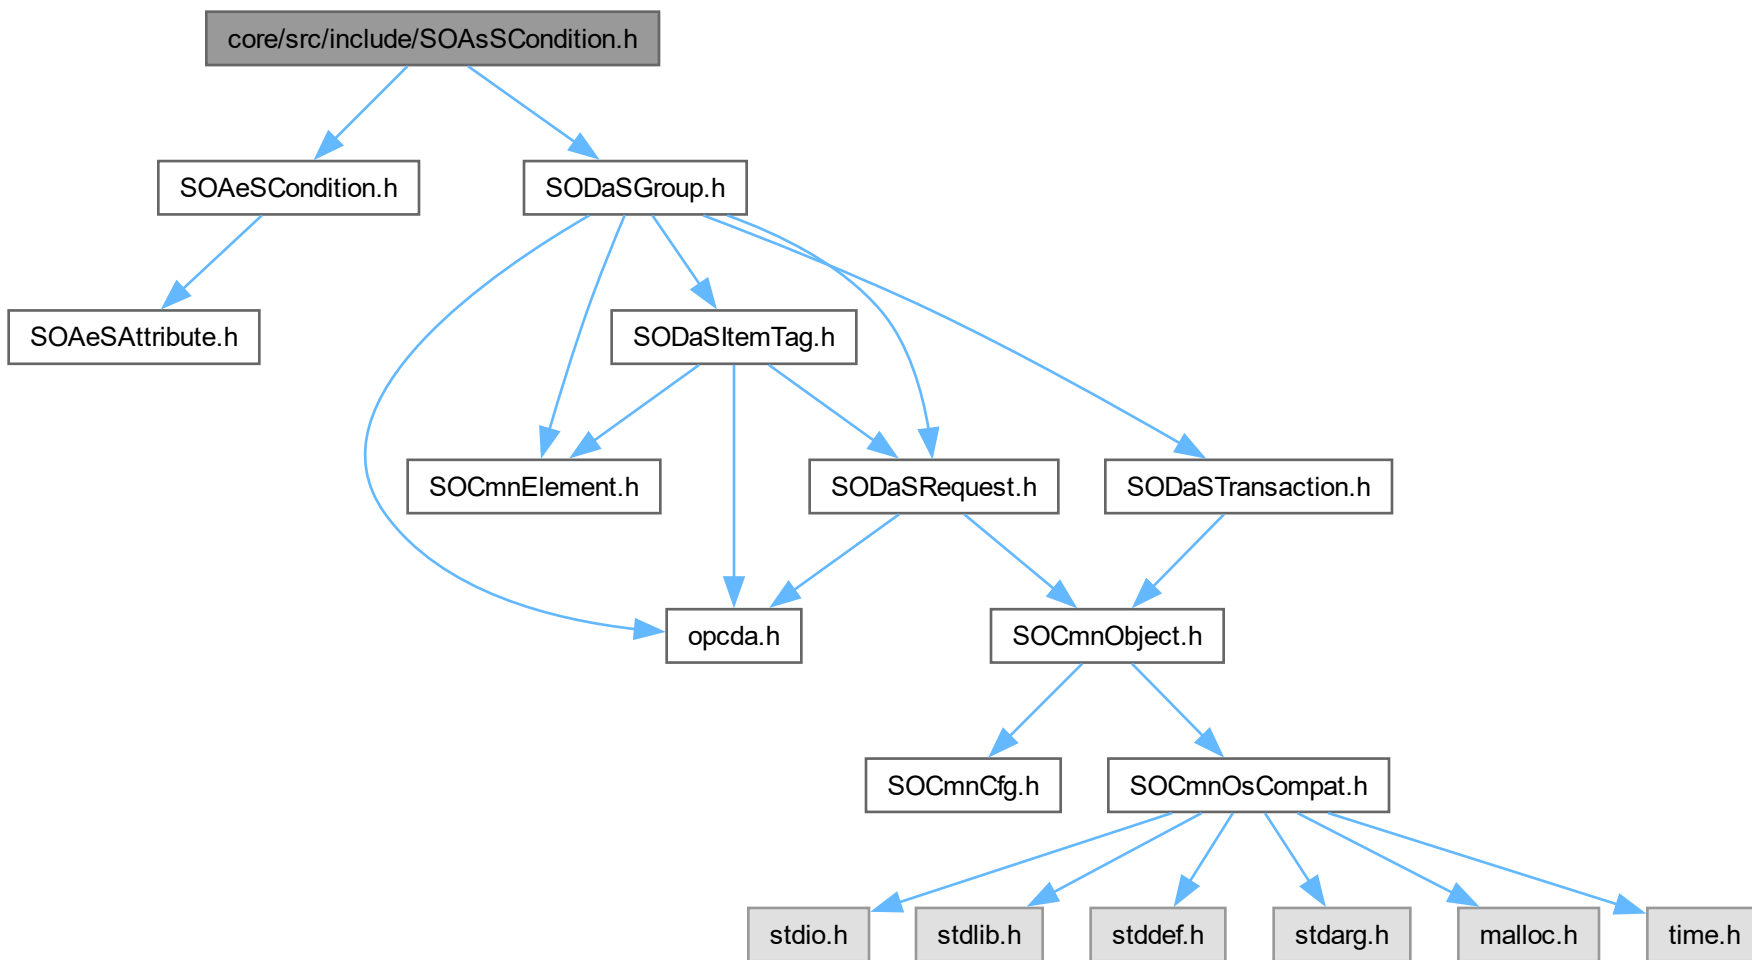 core/src/include/SOAsSCondition.h
SOAeSCondition.h
SODaSGroup.h
SOAeSAttribute.h
SODaSItemTag.h
SOCmnElement.h
SODaSRequest.h
SODaSTransaction.h
opcda.h
SOCmnObject.h
SOCmnCfg.h
SOCmnOsCompat.h
stdio.h
stdlib.h
stddef.h
stdarg.h
malloc.h
time.h